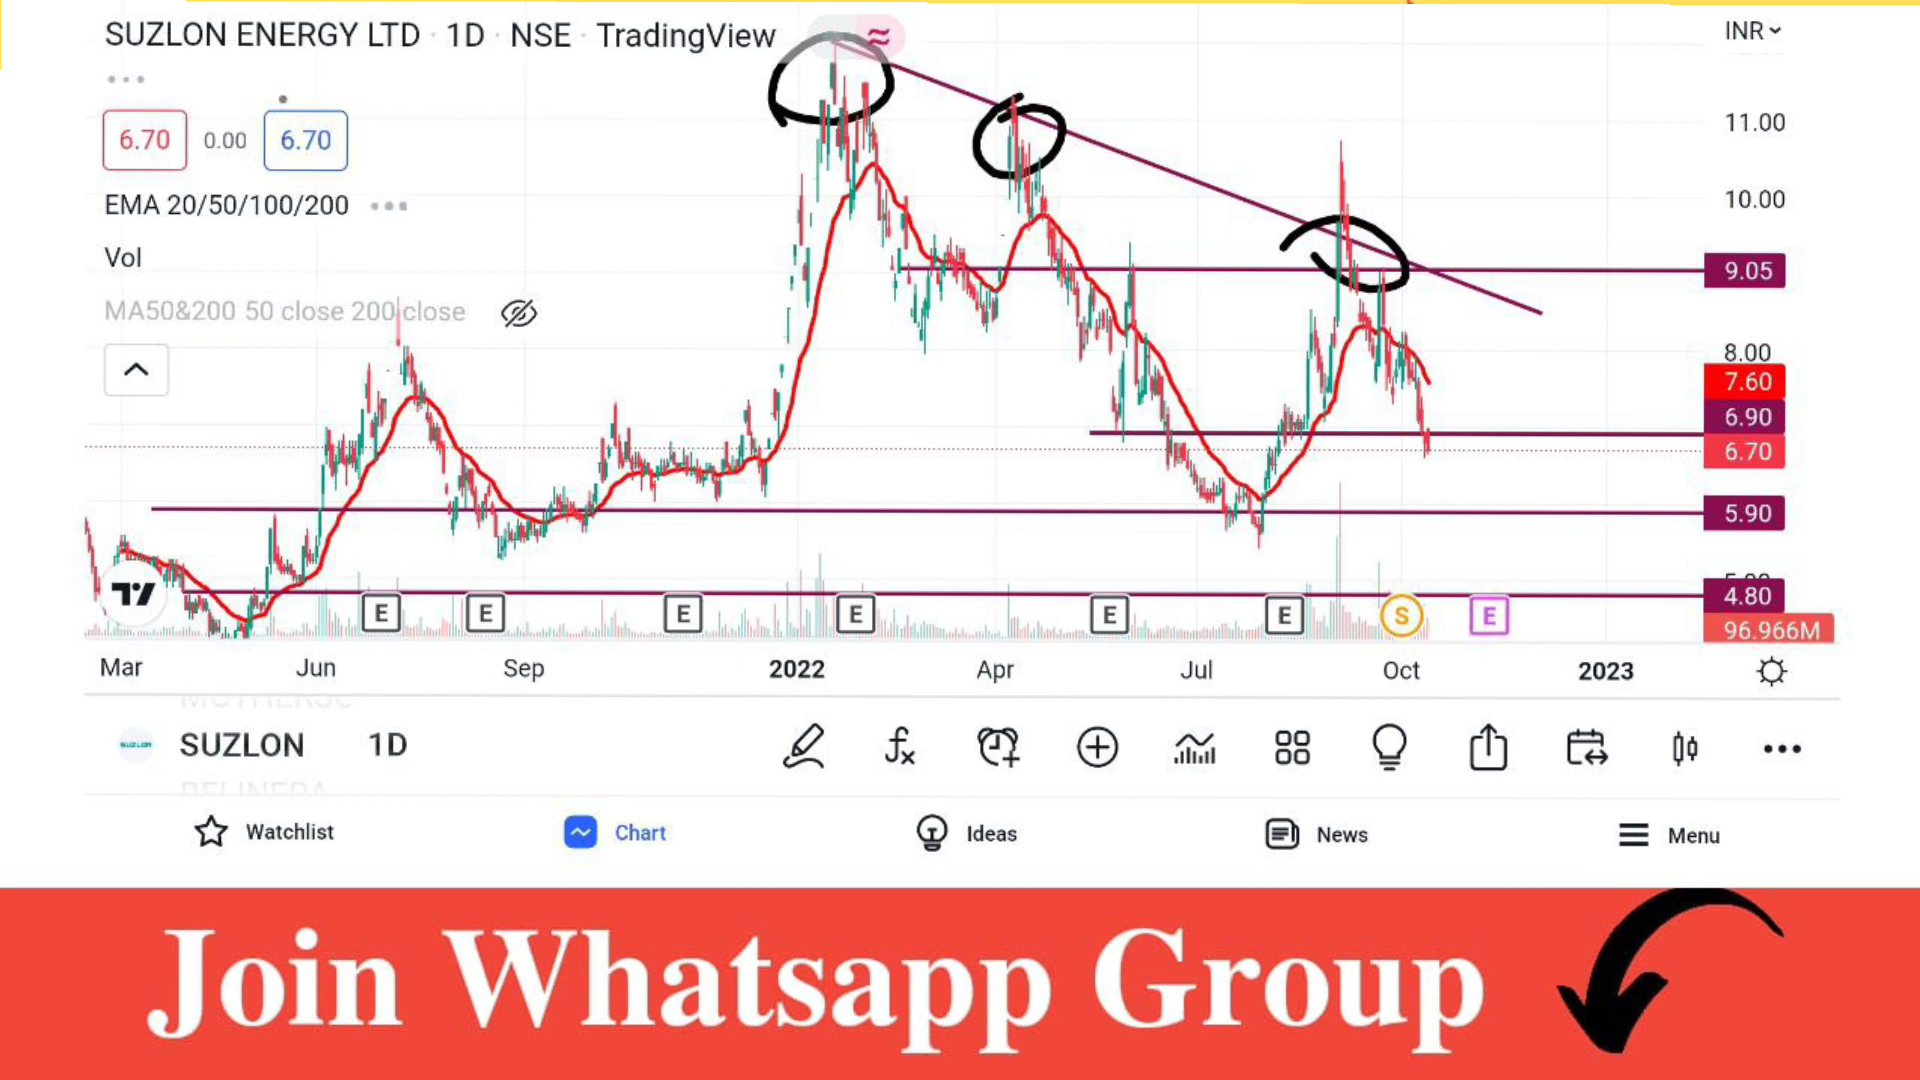 SUZLON ENERGY LTD · 1D · NSE · TradingView
INR
6.70 0.00 6.70
EMA 20/50/100/200
Vol
MA50&200 50 close 200 close
11.00
10.00
9.05
8.00
7.60
6.90
6.70
5.90
4.80
96.966M
E E E E E E S E
Mar Jun Sep 2022 Apr Jul Oct 2023
SUZLON 1D
Watchlist Chart Ideas News Menu
Join Whatsapp Group